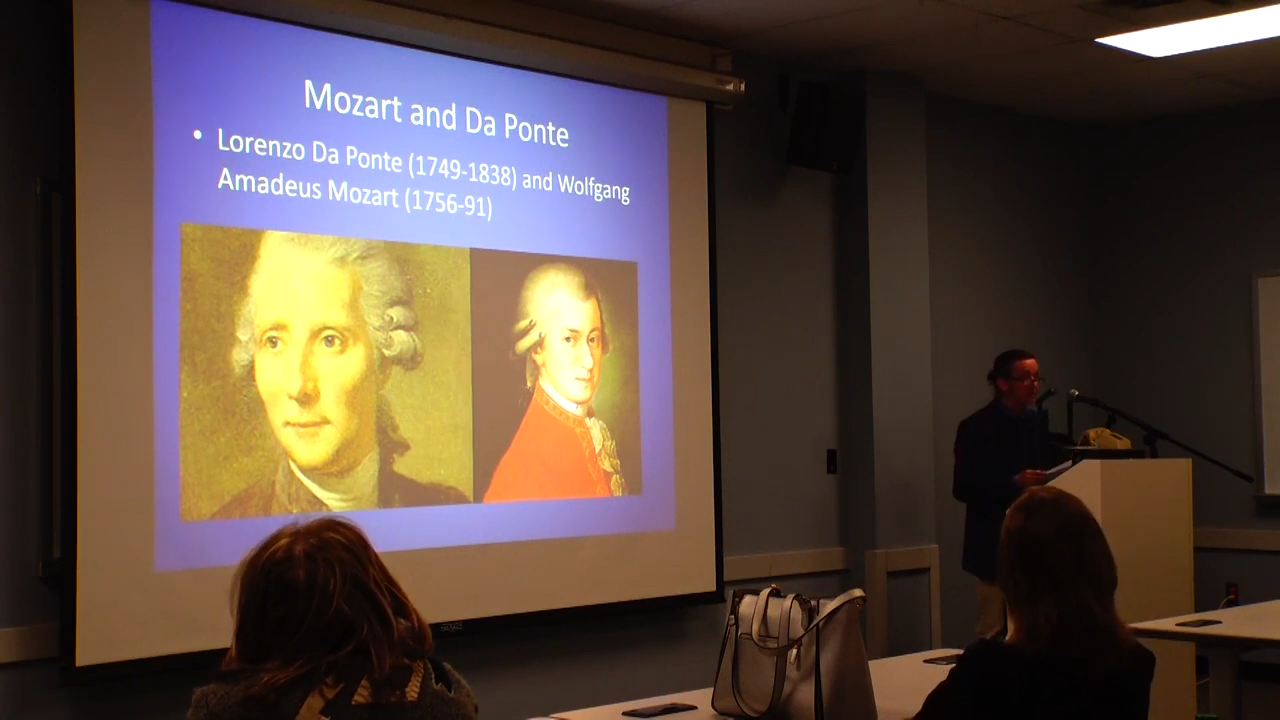 Mozart and Da Ponte
• Lorenzo Da Ponte (1749-1838) and Wolfgang
Amadeus Mozart (1756-91)